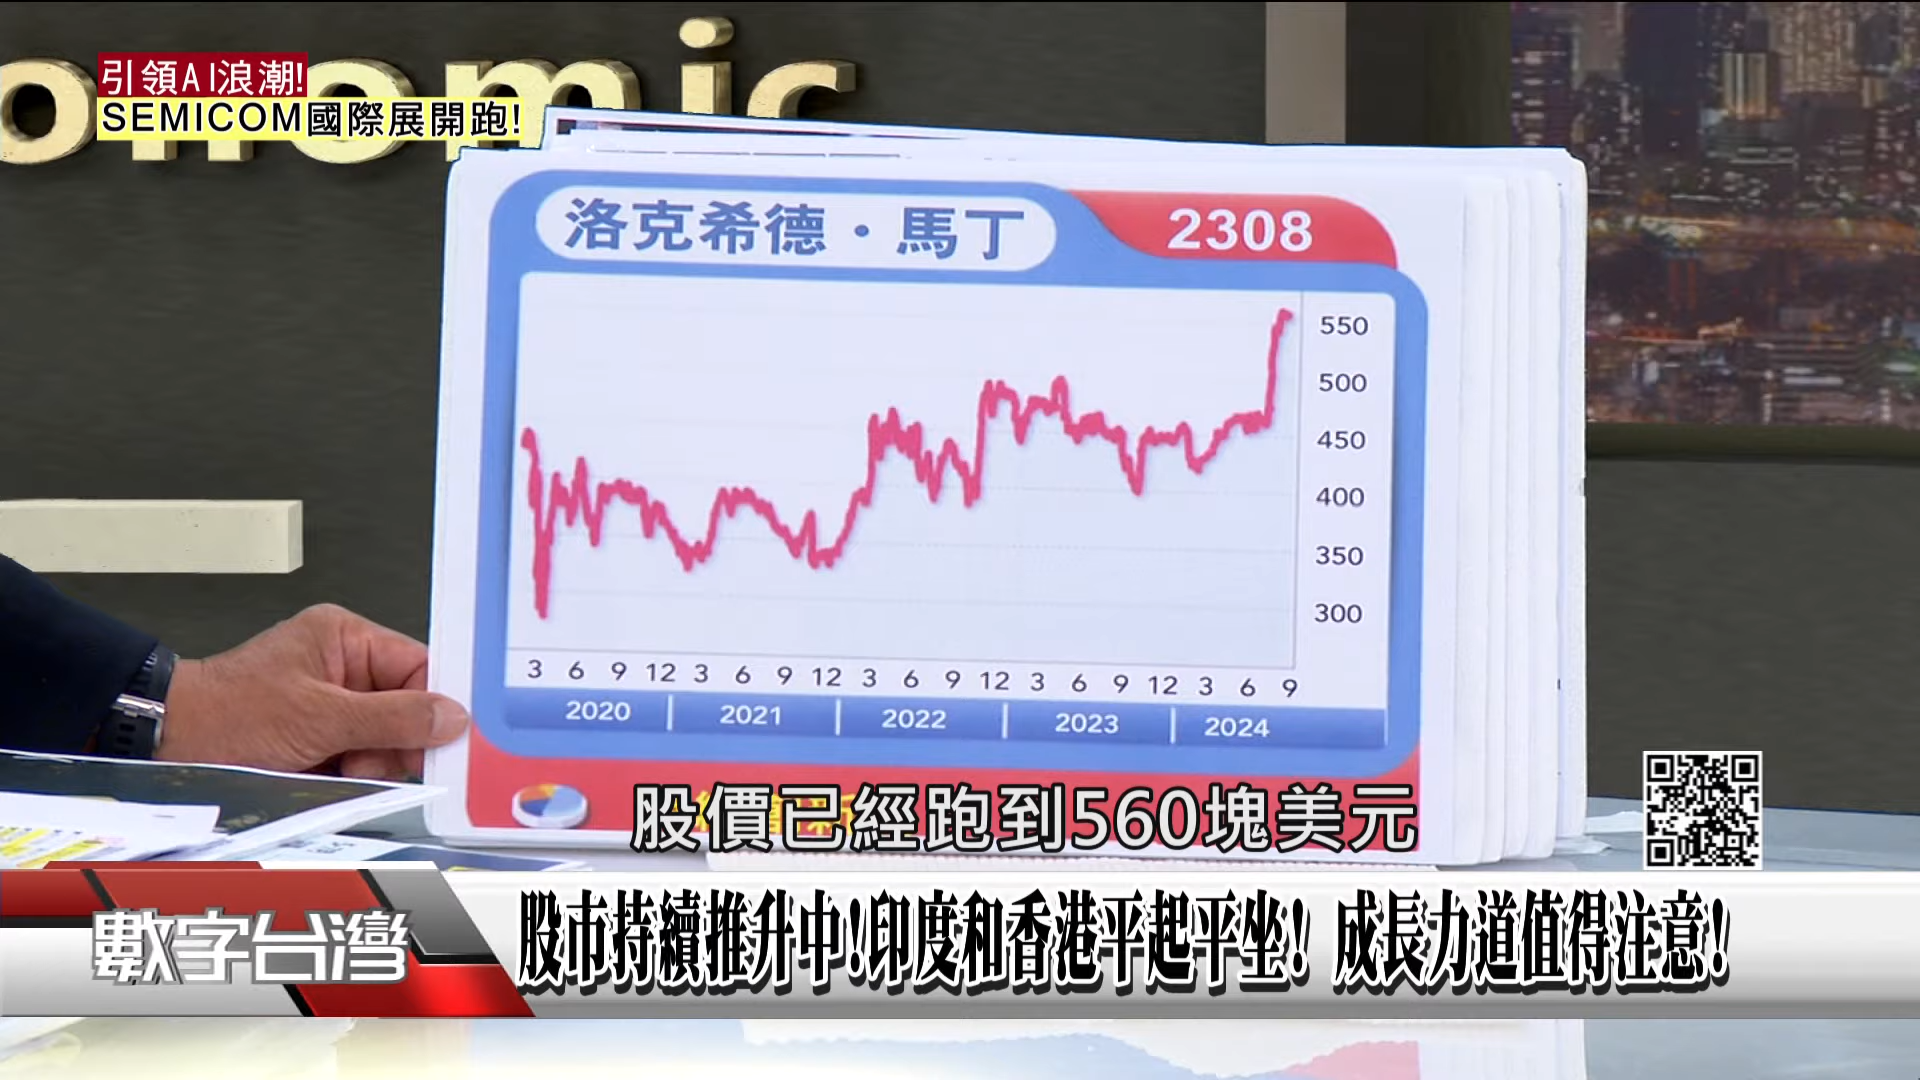 onomic
引領AI浪潮!
SEMICOM國際展開跑!
洛克希德・馬丁
2308
550
500
450
400
350
300
3 6 9 12 3 6 9 12 3 6 9 12 3 6 9 12 3 6 9
2020 2021 2022 2023 2024
股價已經跑到560塊美元
數字台灣
股市持續推升中!印度和香港平起平坐! 成長力道值得注意!